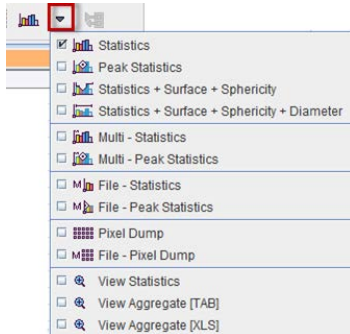 Statistics
Peak Statistics
Statistics + Surface + Sphericity
Statistics + Surface + Sphericity + Diameter
Multi - Statistics
Multi - Peak Statistics
M File - Statistics
M File - Peak Statistics
Pixel Dump
M File - Pixel Dump
View Statistics
View Aggregate [TAB]
View Aggregate [XLS]